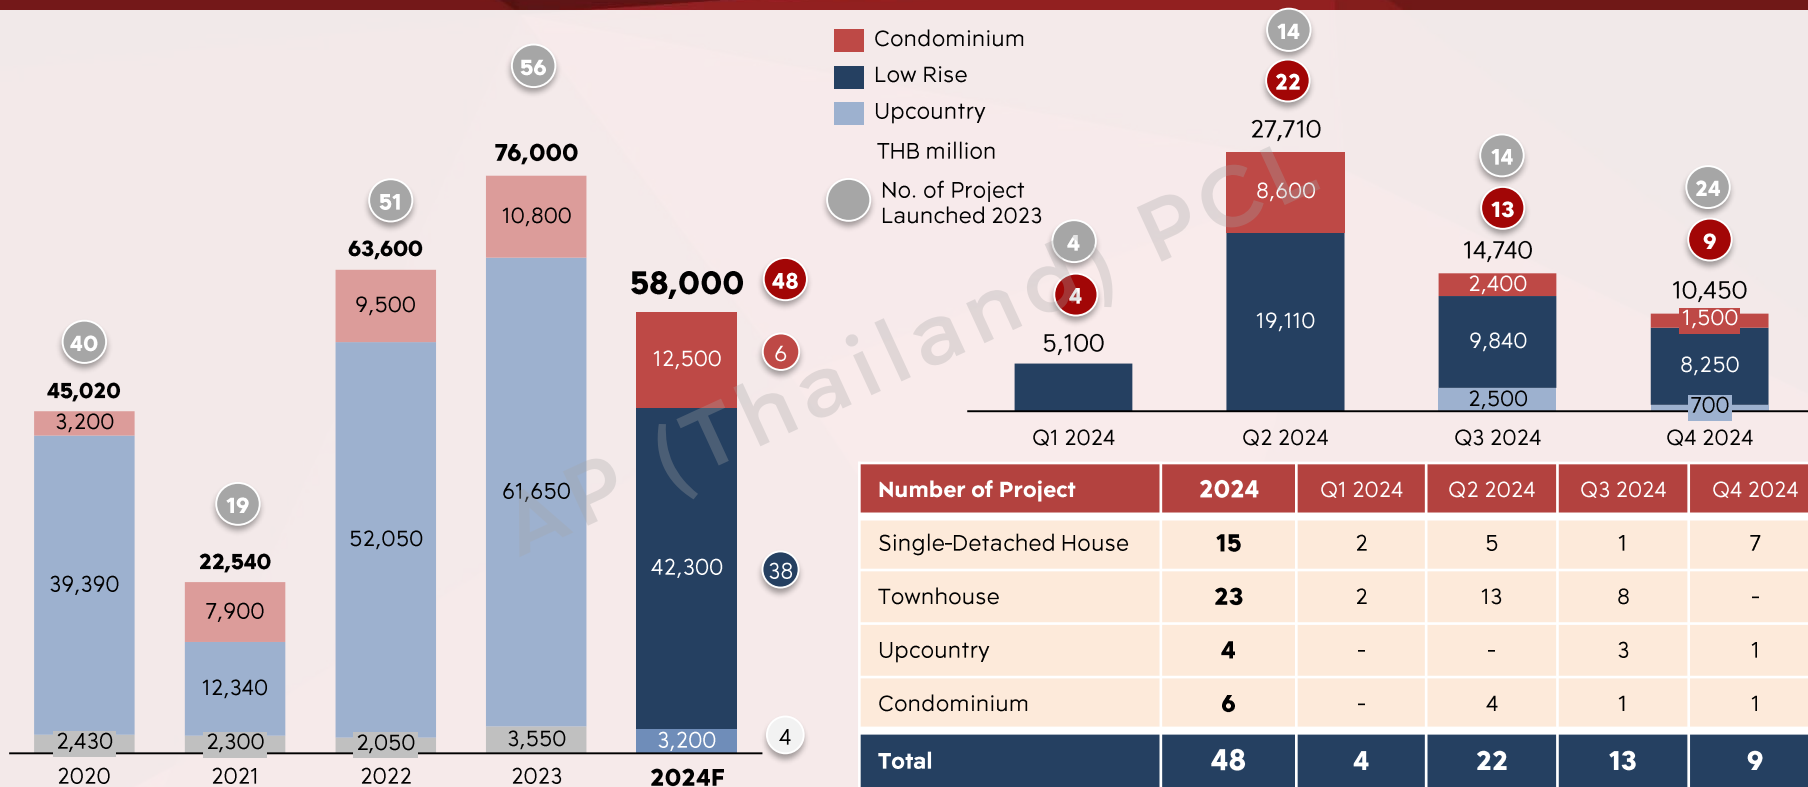 56
76,000
10,800
61,650
3,550
2023
51
63,600
9,500
52,050
2,050
2022
40
45,020
3,200
39,390
2,430
2020
19
22,540
7,900
12,340
2,300
2021
58,000
48
12,500
6
42,300
38
3,200
4
2024F
Condominium
Low Rise
Upcountry
THB million
No. of Project
Launched 2023
4
4
5,100
Q1 2024
14
22
27,710
8,600
19,110
Q2 2024
14
13
14,740
2,400
9,840
2,500
Q3 2024
24
9
10,450
1,500
8,250
700
Q4 2024
AP (Thailand) PCL
Number of Project 2024 Q1 2024 Q2 2024 Q3 2024 Q4 2024
Single-Detached House 15 2 5 1 7
Townhouse 23 2 13 8 -
Upcountry 4 - - 3 1
Condominium 6 - 4 1 1
Total 48 4 22 13 9